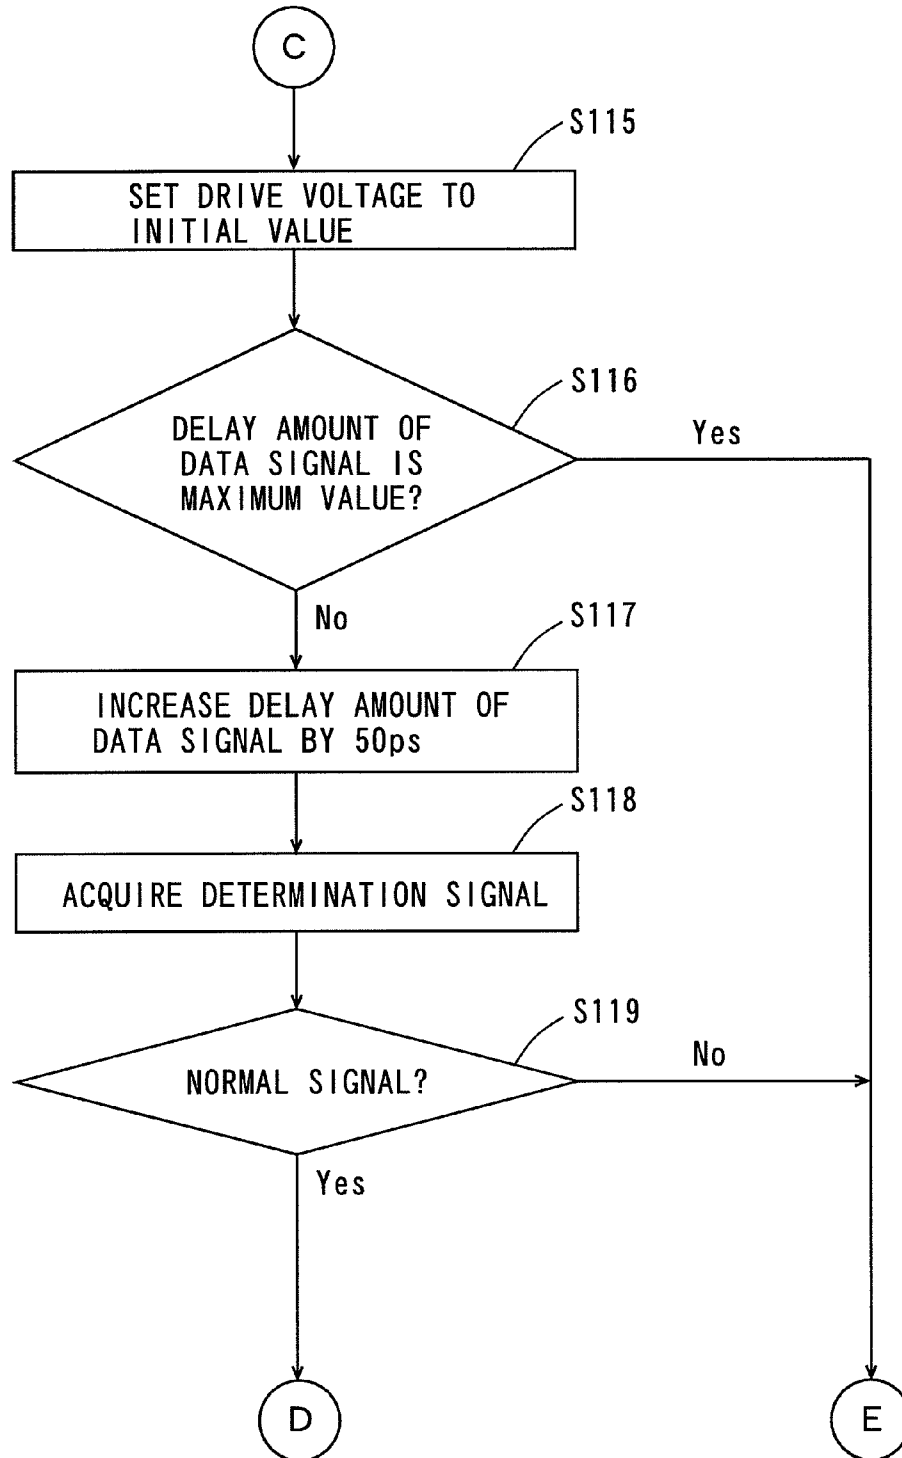 C
S115
SET DRIVE VOLTAGE TO
INITIAL VALUE
S116
DELAY AMOUNT OF
DATA SIGNAL IS
MAXIMUM VALUE?
Yes
No
S117
INCREASE DELAY AMOUNT OF
DATA SIGNAL BY 50ps
S118
ACQUIRE DETERMINATION SIGNAL
S119
NORMAL SIGNAL?
No
Yes
D
E